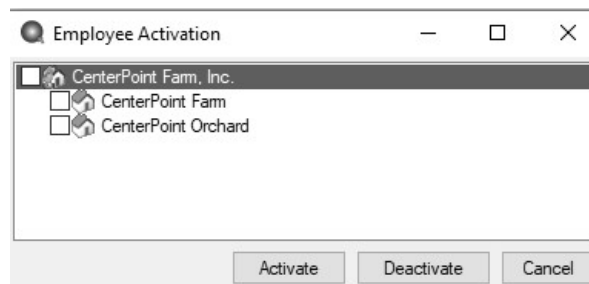 Employee Activation
CenterPoint Farm, Inc.
CenterPoint Farm
CenterPoint Orchard
Activate Deactivate Cancel